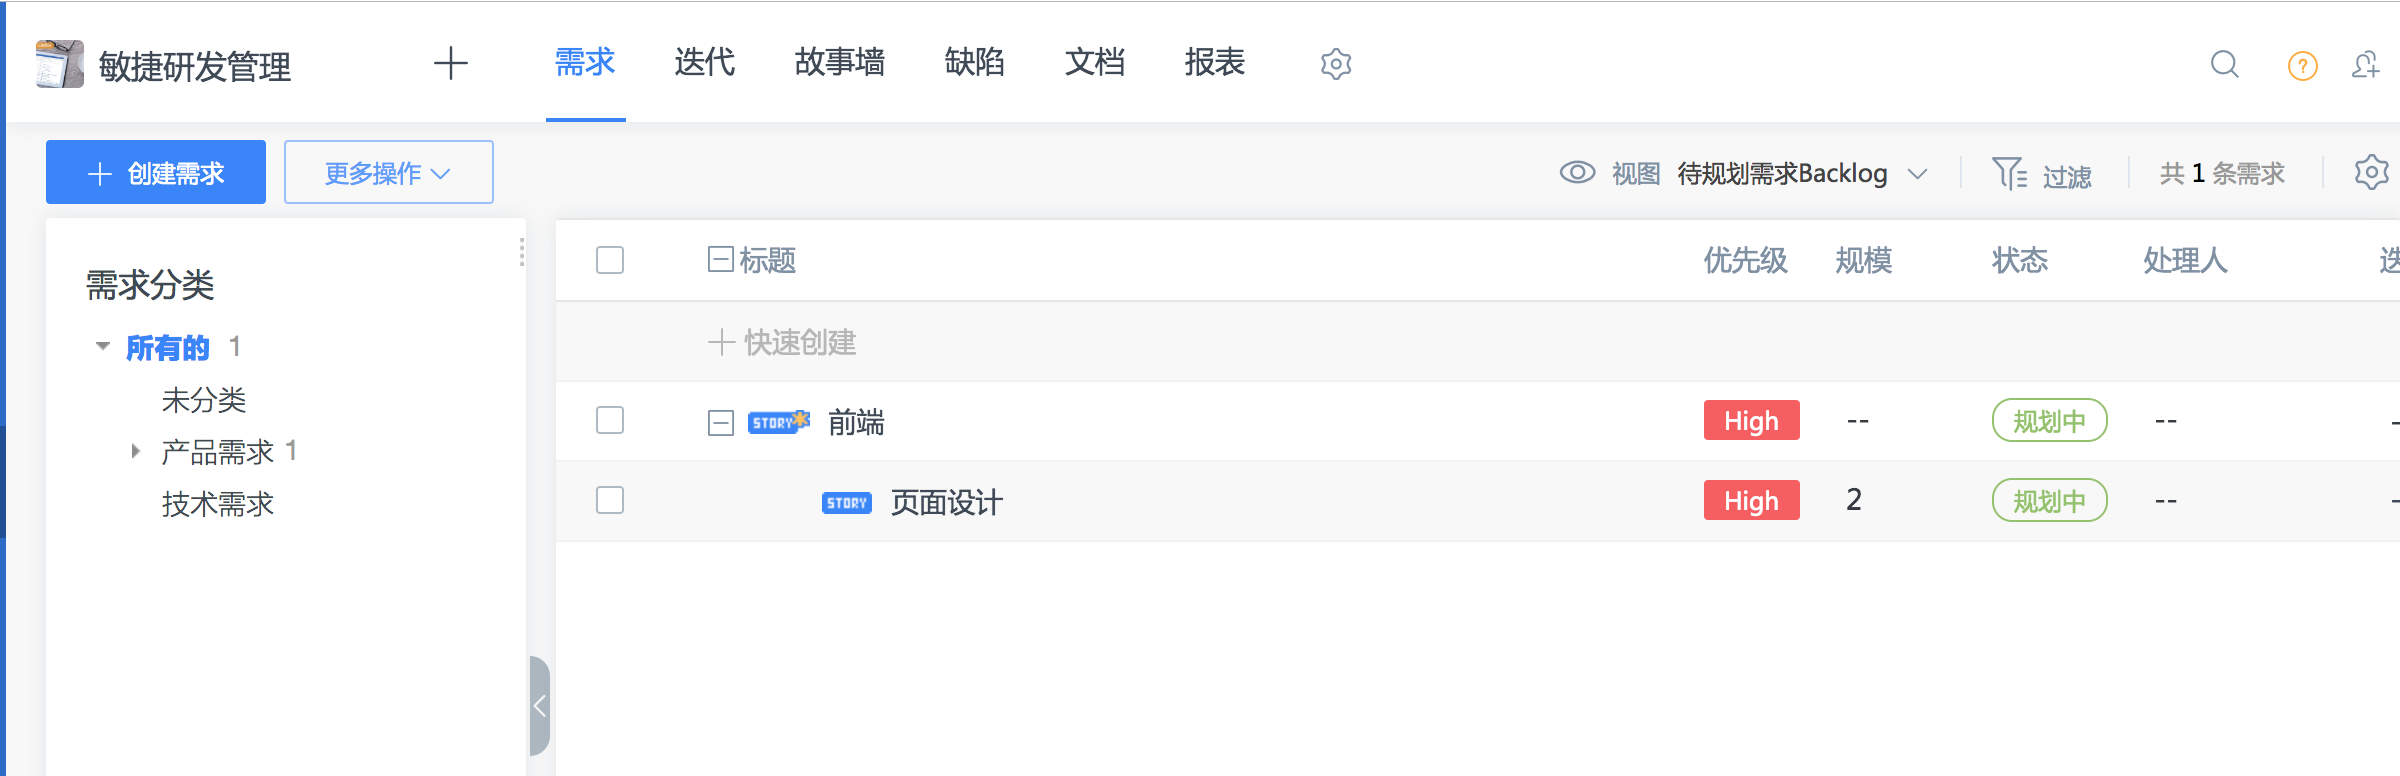 敏捷研发管理
需求 迭代 故事墙 缺陷 文档 报表
创建需求 更多操作
视图 待规划需求Backlog 过滤 共 1 条需求
需求分类
所有的 1
未分类
产品需求 1
技术需求
标题 优先级 规模 状态 处理人
快速创建
STORY 前端 High -- 规划中 --
STORY 页面设计 High 2 规划中 --